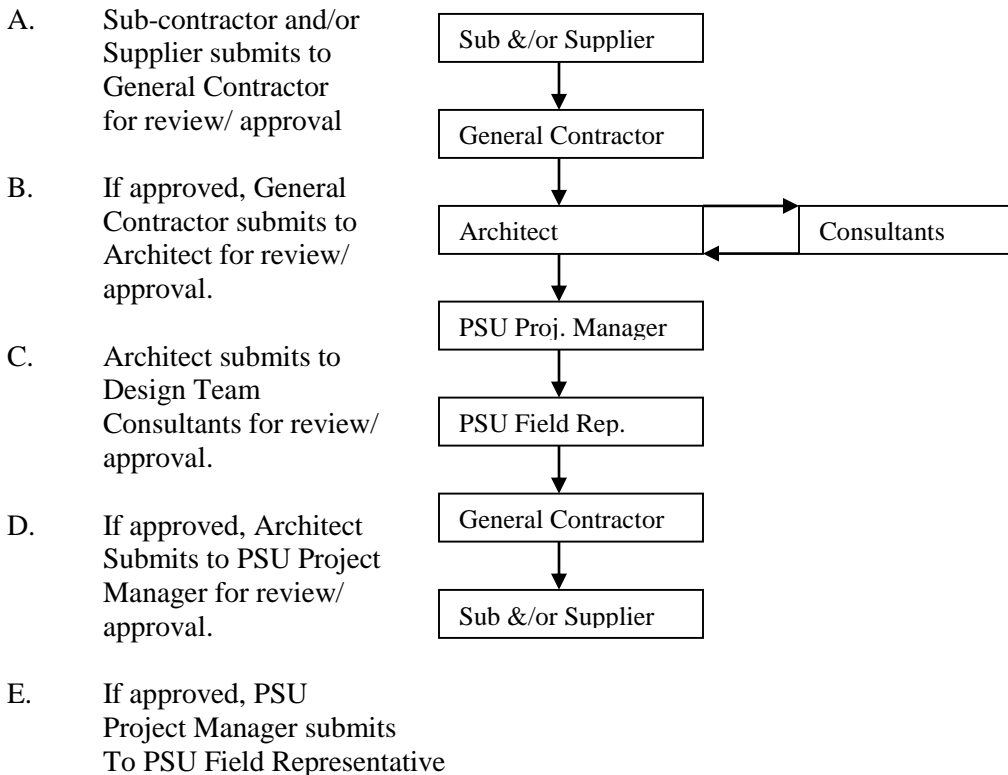 A. Sub-contractor and/or
Supplier submits to
General Contractor
for review/ approval
B. If approved, General
Contractor submits to
Architect for review/
approval.
C. Architect submits to
Design Team
Consultants for review/
approval.
D. If approved, Architect
Submits to PSU Project
Manager for review/
approval.
E. If approved, PSU
Project Manager submits
To PSU Field Representative
Sub &/or Supplier
General Contractor
Architect
Consultants
PSU Proj. Manager
PSU Field Rep.
General Contractor
Sub &/or Supplier